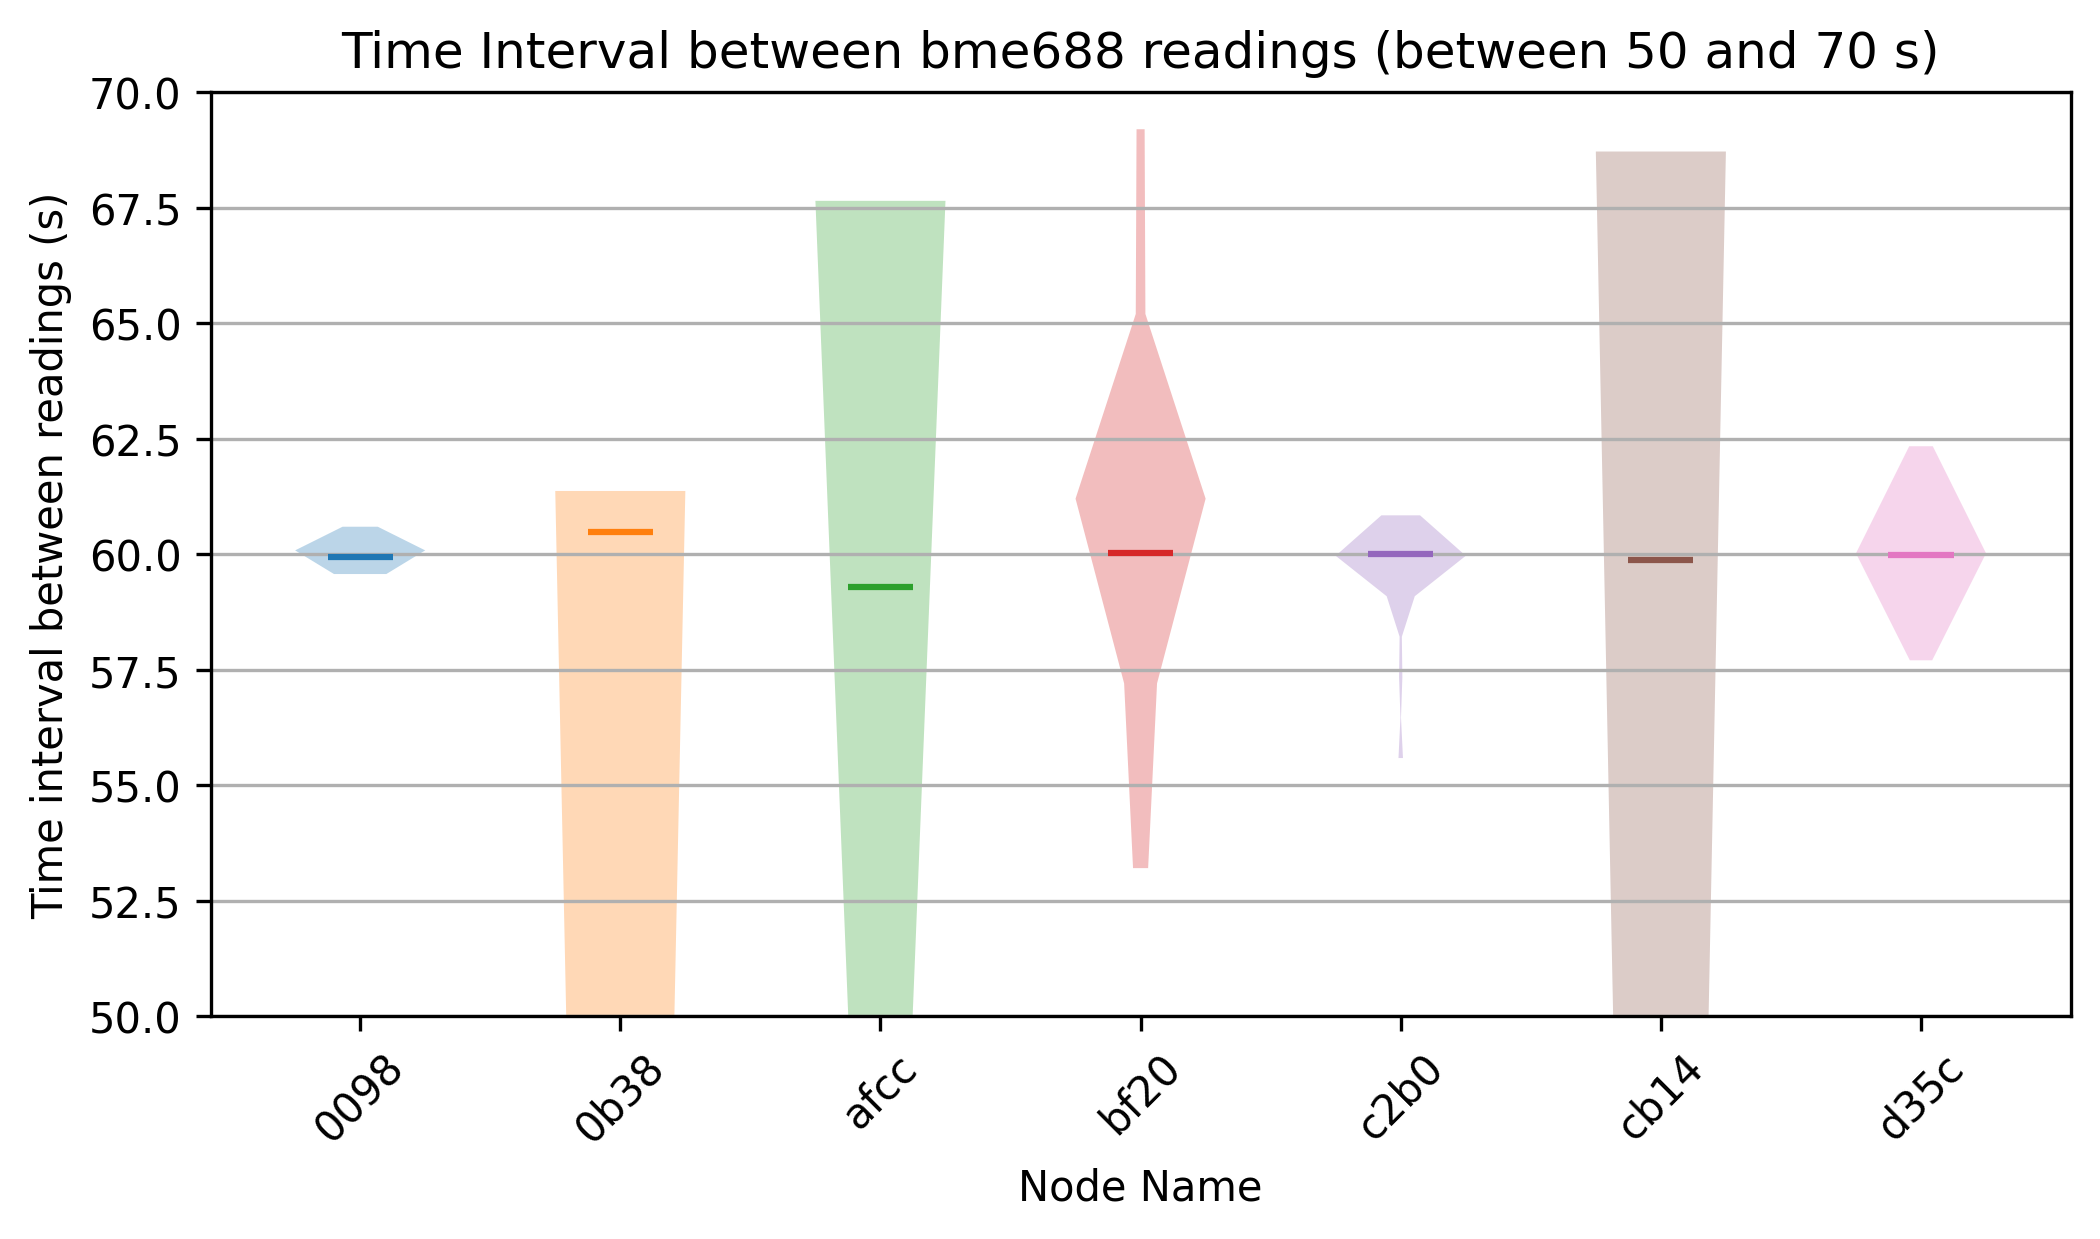 Time Interval between bme688 readings (between 50 and 70 s)
Time interval between readings (s)
70.0
67.5
65.0
62.5
60.0
57.5
55.0
52.5
50.0
0098
0b38
afcc
bf20
c2b0
cb14
d35c
Node Name